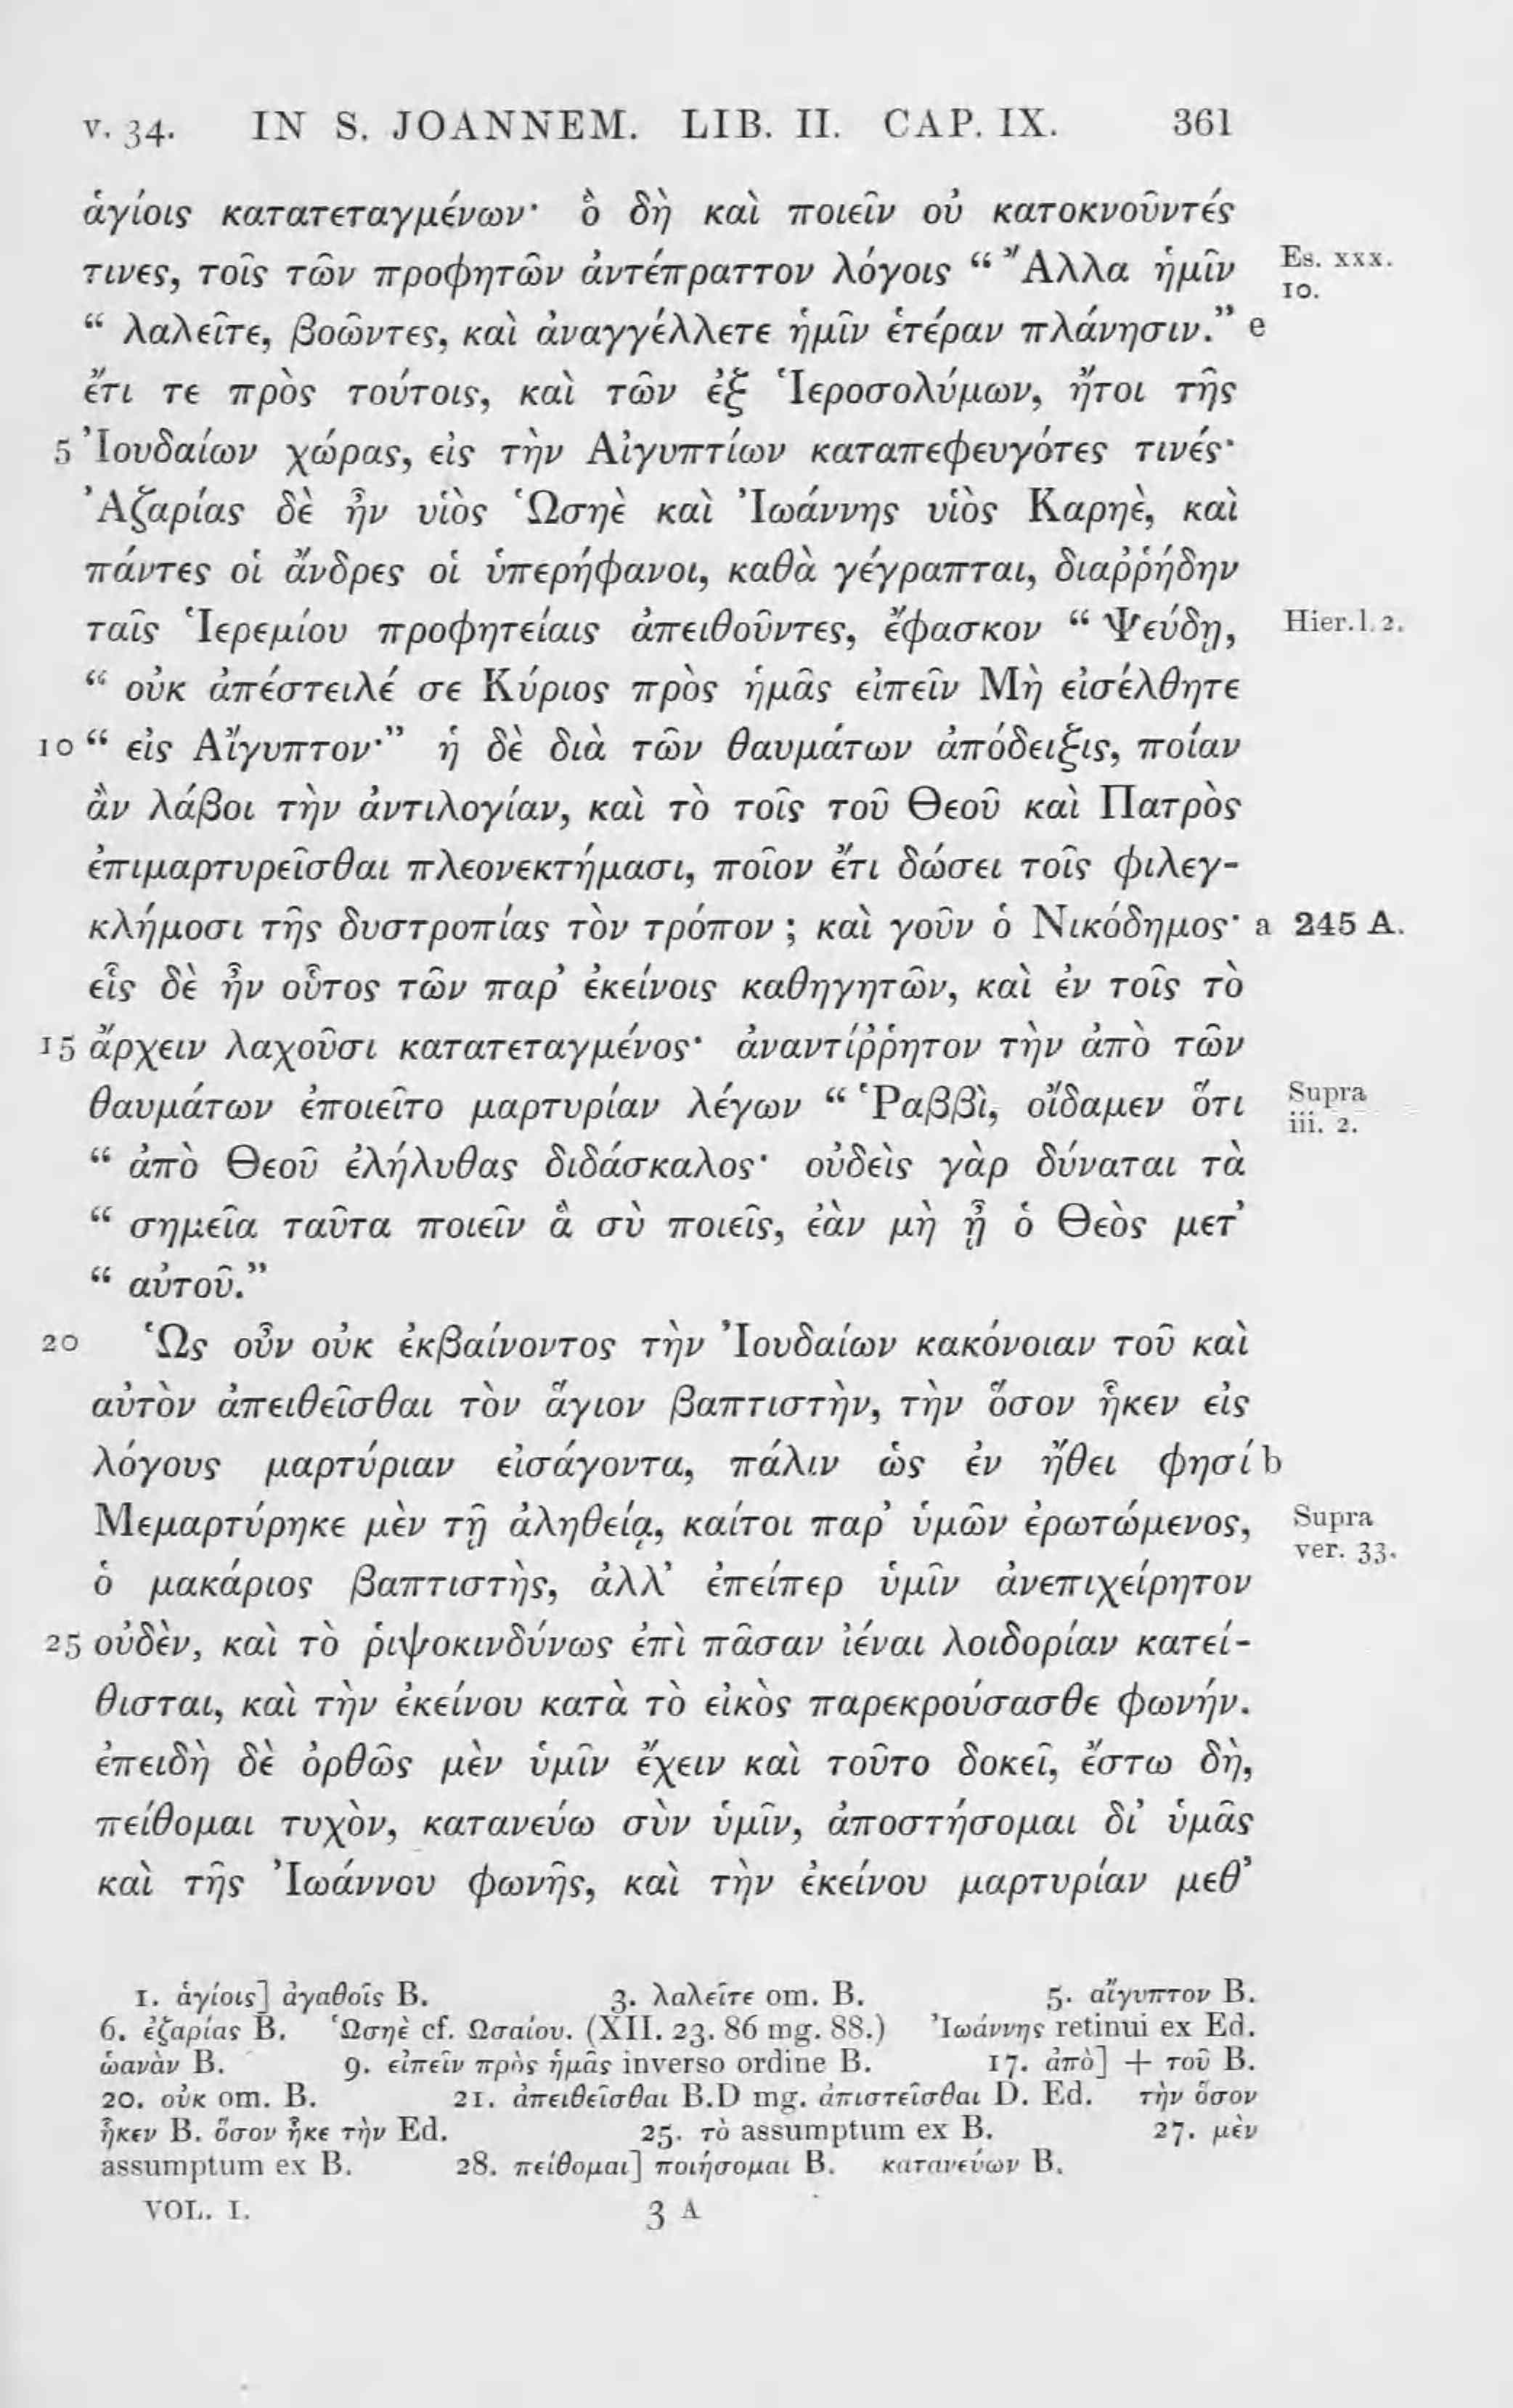 v. 34. IN S. JOANNEM. LIB. II. CAP. IX. 361
ἁγίοις κατατεταγμένων· ὃ δὴ καὶ ποιεῖν οὐ κατοκνοῦντές
τινες, τοῖς τῶν προφητῶν ἀντέπραττον λόγοις “ Ἄλλα ἡμῖν Es. xxx. 10.
“ λαλεῖτε, βοῶντες, καὶ ἀναγγέλλετε ἡμῖν ἑτέραν πλάνησιν.” e
ἔτι τε πρὸς τούτοις, καὶ τῶν ἐξ Ἱεροσολύμων, ἤτοι τῆς
5 Ἰουδαίων χώρας, εἰς τὴν Αἰγυπτίων καταπεφευγότες τινές·
Ἀζαρίας δὲ ἦν υἱὸς Ὡσηὲ καὶ Ἰωάννης υἱὸς Καρηὲ, καὶ
πάντες οἱ ἄνδρες οἱ ὑπερήφανοι, καθὰ γέγραπται, διαῤῥήδην
ταῖς Ἱερεμίου προφητείαις ἀπειθοῦντες, ἔφασκον “ Ψεύδῃ, Hier. l. 2.
“ οὐκ ἀπέστειλέ σε Κύριος πρὸς ἡμᾶς εἰπεῖν Μὴ εἰσέλθητε
10 “ εἰς Αἴγυπτον·” ἡ δὲ διὰ τῶν θαυμάτων ἀπόδειξις, ποίαν
ἂν λάβοι τὴν ἀντιλογίαν, καὶ τὸ τοῖς τοῦ Θεοῦ καὶ Πατρὸς
ἐπιμαρτυρεῖσθαι πλεονεκτήμασι, ποῖον ἔτι δώσει τοῖς φιλεγ-
κλήμοσι τῆς δυστροπίας τὸν τρόπον ; καὶ γοῦν ὁ Νικόδημος· a 245 A.
εἷς δὲ ἦν οὗτος τῶν παρ’ ἐκείνοις καθηγητῶν, καὶ ἐν τοῖς τὸ
15 ἄρχειν λαχοῦσι κατατεταγμένος· ἀναντίῤῥητον τὴν ἀπὸ τῶν
θαυμάτων ἐποιεῖτο μαρτυρίαν λέγων “ Ῥαββὶ, οἴδαμεν ὅτι Supra iii. 2.
“ ἀπὸ Θεοῦ ἐλήλυθας διδάσκαλος· οὐδεὶς γὰρ δύναται τὰ
“ σημεῖα ταῦτα ποιεῖν ἃ σὺ ποιεῖς, ἐὰν μὴ ᾖ ὁ Θεὸς μετ’
“ αὐτοῦ.”
20 Ὡς οὖν οὐκ ἐκβαίνοντος τὴν Ἰουδαίων κακόνοιαν τοῦ καὶ
αὐτὸν ἀπειθεῖσθαι τὸν ἅγιον βαπτιστὴν, τὴν ὅσον ἧκεν εἰς
λόγους μαρτύριαν εἰσάγοντα, πάλιν ὡς ἐν ἤθει φησί b
Μεμαρτύρηκε μὲν τῇ ἀληθείᾳ, καίτοι παρ’ ὑμῶν ἐρωτώμενος, Supra ver. 33.
ὁ μακάριος βαπτιστὴς, ἀλλ’ ἐπείπερ ὑμῖν ἀνεπιχείρητον
25 οὐδὲν, καὶ τὸ ῥιψοκινδύνως ἐπὶ πᾶσαν ἰέναι λοιδορίαν κατεί-
θισται, καὶ τὴν ἐκείνου κατὰ τὸ εἰκὸς παρεκρούσασθε φωνήν.
ἐπειδὴ δὲ ὀρθῶς μὲν ὑμῖν ἔχειν καὶ τοῦτο δοκεῖ, ἔστω δὴ,
πείθομαι τυχὸν, κατανεύω σὺν ὑμῖν, ἀποστήσομαι δι’ ὑμᾶς
καὶ τῆς Ἰωάννου φωνῆς, καὶ τὴν ἐκείνου μαρτυρίαν μεθ’
1. ἁγίοις] ἀγαθοῖς B. 3. λαλεῖτε om. B. 5. αἴγυπτον B.
6. ἐζαρίας B. Ὡσηὲ cf. Ωσαίου. (XII. 23. 86 mg. 88.) Ἰωάννης retinui ex Ed.
ὠανὰν B. 9. εἰπεῖν πρὸς ἡμᾶς inverso ordine B. 17. ἀπὸ] + τοῦ B.
20. οὐκ om. B. 21. ἀπειθεῖσθαι B.D mg. ἀπιστεῖσθαι D. Ed. τὴν ὅσον
ἧκεν B. ὅσον ἧκε τὴν Ed. 25. τὸ assumptum ex B. 27. μὲν
assumptum ex B. 28. πείθομαι] ποιήσομαι B. κατανεύων B.
VOL. I. 3 A